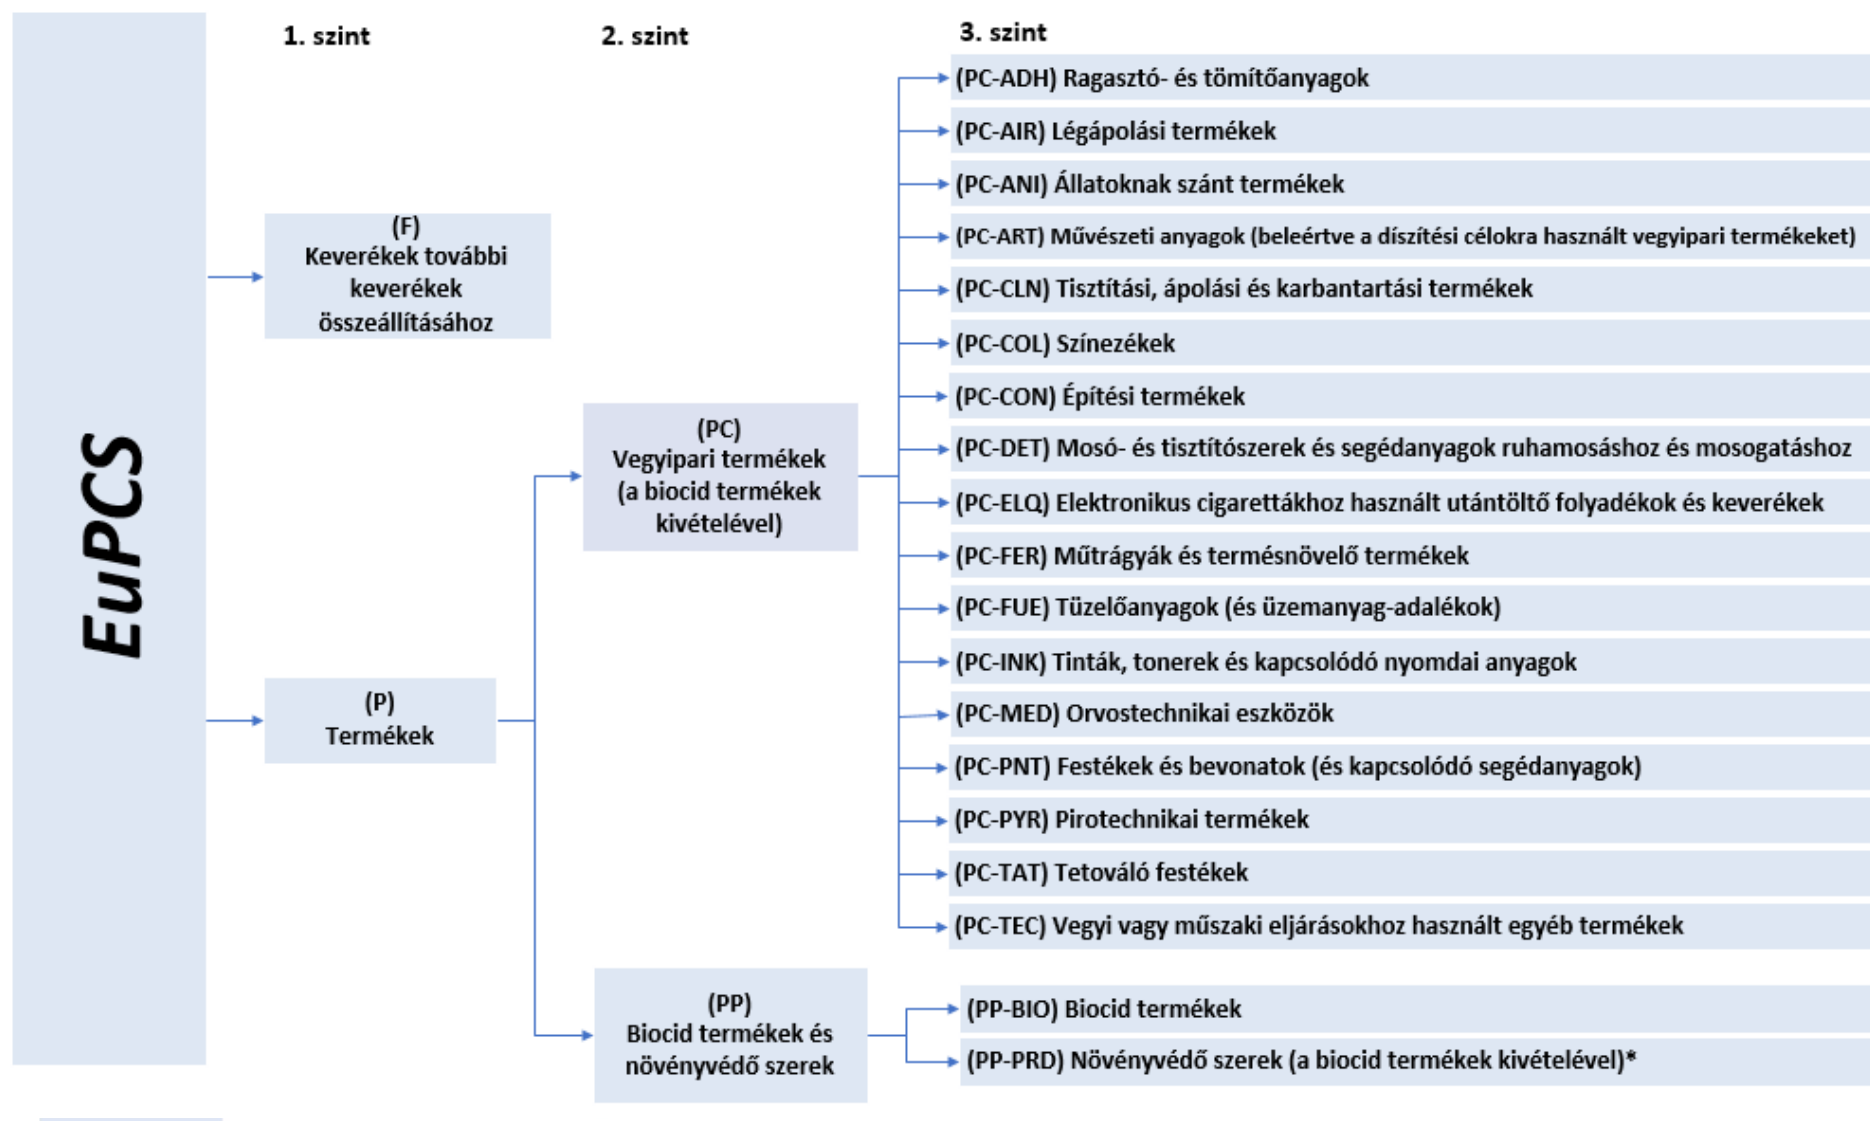 EuPCS
1. szint
2. szint
3. szint
(F)
Keverékek további
keverékek
összeállításához
(P)
Termékek
(PC)
Vegyipari termékek
(a biocid termékek
kivételével)
(PP)
Biocid termékek és
növényvédő szerek
(PC-ADH) Ragasztó- és tömítőanyagok
(PC-AIR) Légápolási termékek
(PC-ANI) Állatoknak szánt termékek
(PC-ART) Művészeti anyagok (beleértve a díszítési célokra használt vegyipari termékeket)
(PC-CLN) Tisztítási, ápolási és karbantartási termékek
(PC-COL) Színezékek
(PC-CON) Építési termékek
(PC-DET) Mosó- és tisztítószerek és segédanyagok ruhamosáshoz és mosogatáshoz
(PC-ELQ) Elektronikus cigarettákhoz használt utántöltő folyadékok és keverékek
(PC-FER) Műtrágyák és termésnövelő termékek
(PC-FUE) Tüzelőanyagok (és üzemanyag-adalékok)
(PC-INK) Tinták, tonerek és kapcsolódó nyomdai anyagok
(PC-MED) Orvostechnikai eszközök
(PC-PNT) Festékek és bevonatok (és kapcsolódó segédanyagok)
(PC-PYR) Pirotechnikai termékek
(PC-TAT) Tetováló festékek
(PC-TEC) Vegyi vagy műszaki eljárásokhoz használt egyéb termékek
(PP-BIO) Biocid termékek
(PP-PRD) Növényvédő szerek (a biocid termékek kivételével)*